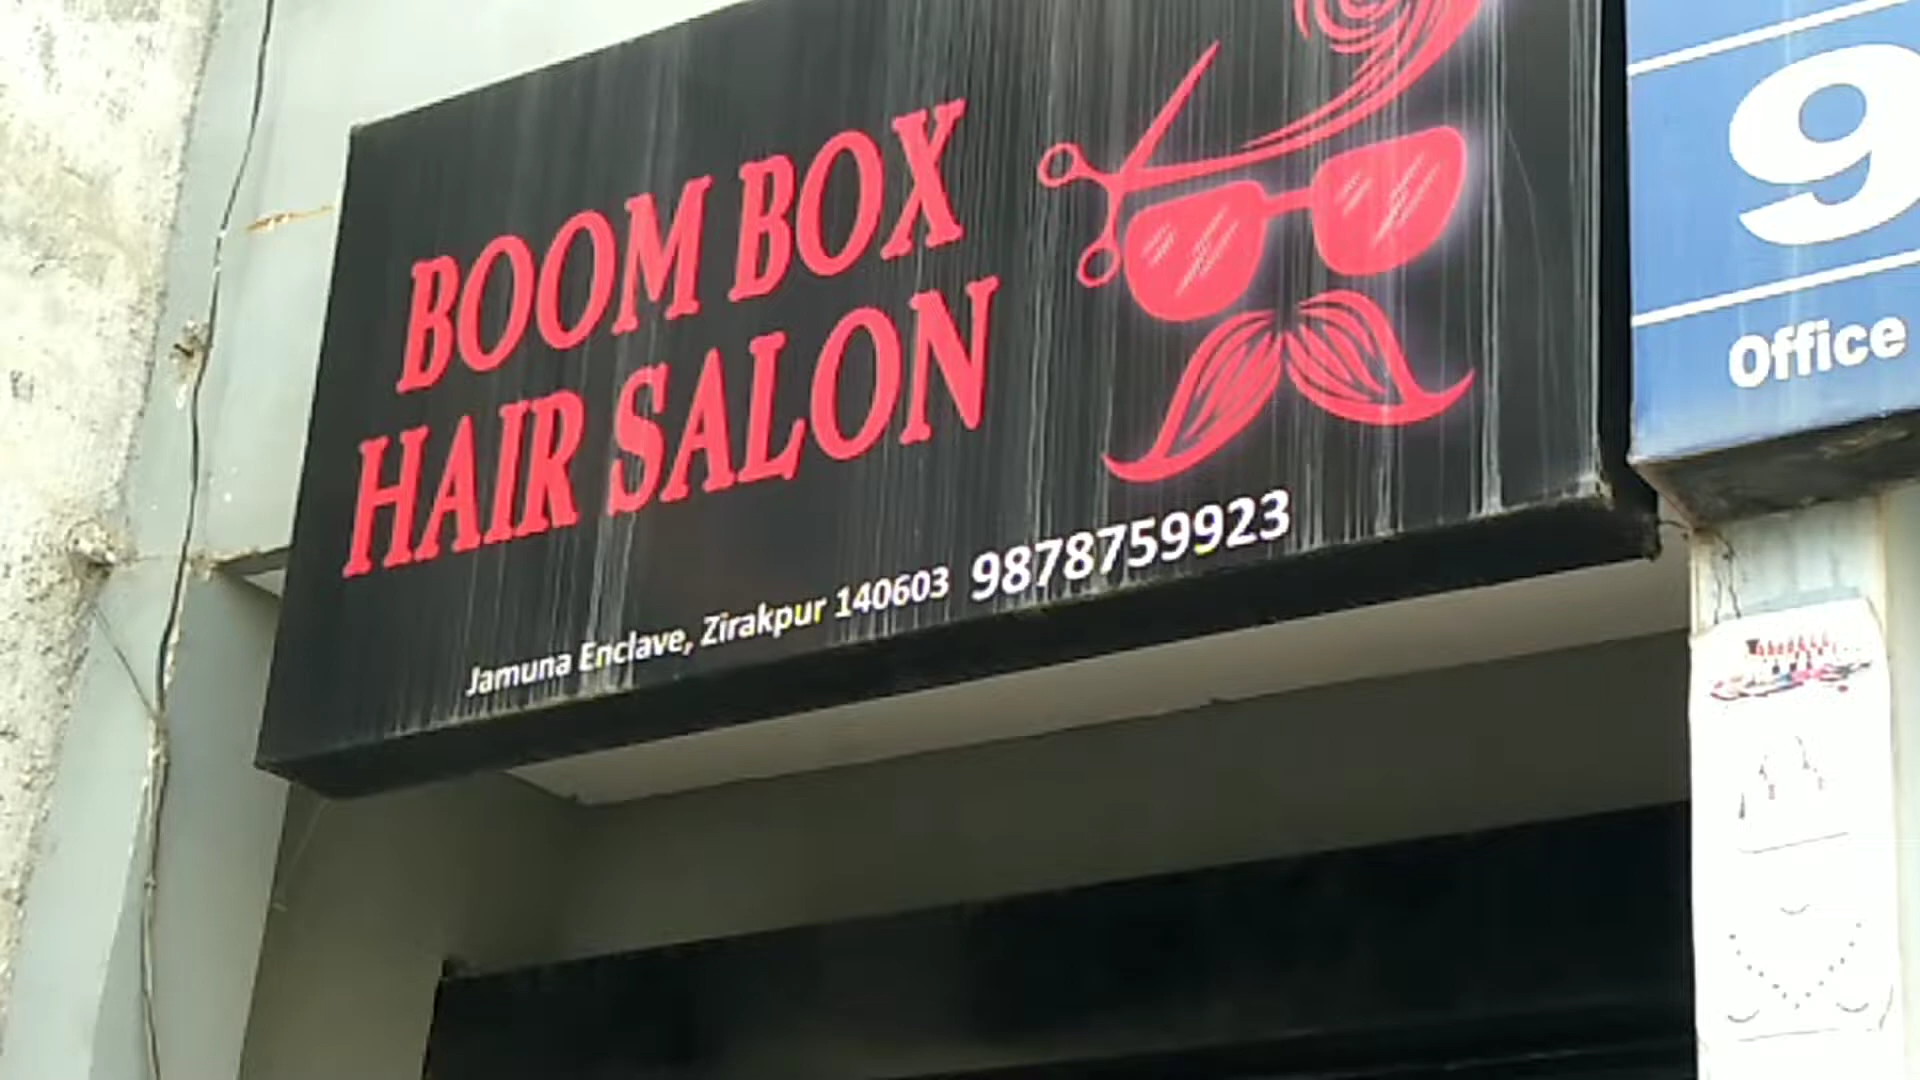 BOOM BOX
HAIR SALON
Jamuna Enclave, Zirakpur 140603 9878759923
9
Office